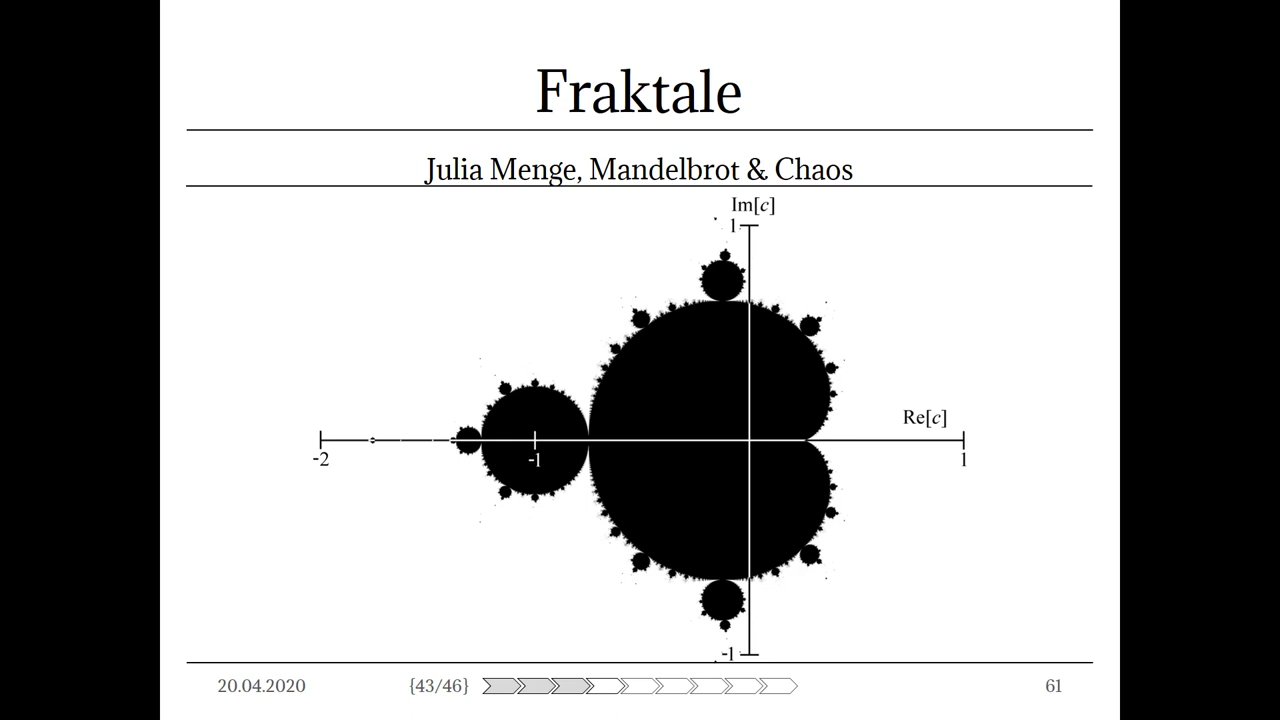 Fraktale
Julia Menge, Mandelbrot & Chaos
Im[c]
1
Re[c]
-2
-1
1
-1
20.04.2020 {43/46} 61